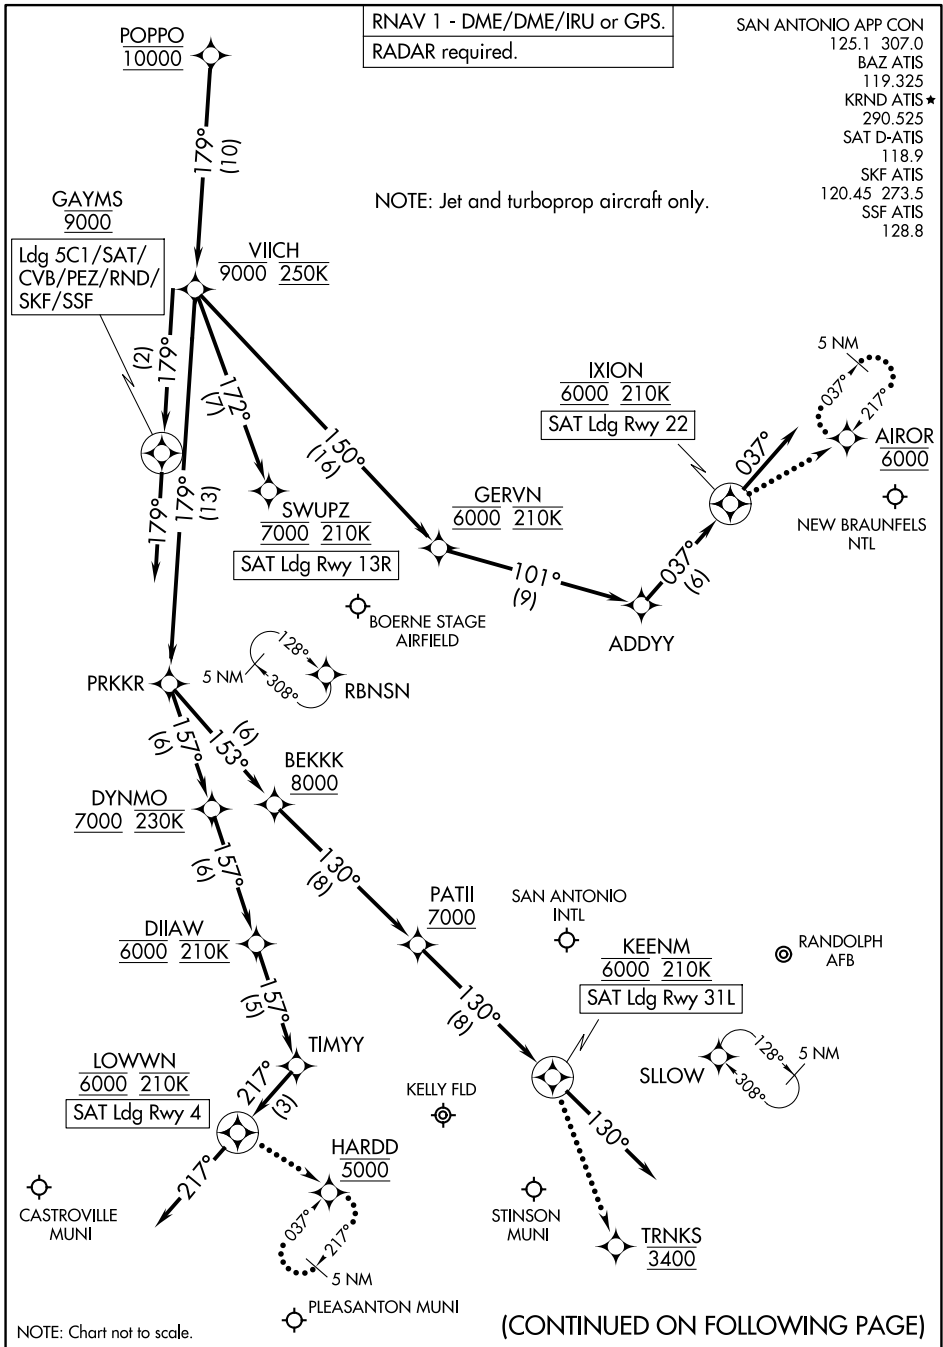 RNAV 1 - DME/DME/IRU or GPS.
RADAR required.
SAN ANTONIO APP CON
125.1 307.0
BAZ ATIS
119.325
KRND ATIS★
290.525
SAT D-ATIS
118.9
SKF ATIS
120.45 273.5
SSF ATIS
128.8
POPPO
10000
179°
(10)
NOTE: Jet and turboprop aircraft only.
GAYMS
9000
Ldg 5C1/SAT/
CVB/PEZ/RND/
SKF/SSF
VIICH
9000 250K
179°
(2)
179°
179°
(13)
172°
(7)
150°
(16)
SWUPZ
7000 210K
SAT Ldg Rwy 13R
GERVN
6000 210K
101°
(9)
ADDYY
037°
(6)
IXION
6000 210K
SAT Ldg Rwy 22
037°
5 NM
037°
217°
AIROR
6000
NEW BRAUNFELS
NTL
BOERNE STAGE
AIRFIELD
PRKKR
5 NM
128°
308°
RBNSN
157°
(6)
153°
(6)
BEKKK
8000
DYNMO
7000 230K
157°
(6)
130°
(8)
DIIAW
6000 210K
PATII
7000
SAN ANTONIO
INTL
RANDOLPH
AFB
KEENM
6000 210K
SAT Ldg Rwy 31L
157°
(5)
130°
(8)
TIMYY
LOWWN
6000 210K
SAT Ldg Rwy 4
217°
(3)
KELLY FLD
SLLOW
128°
308°
5 NM
130°
217°
HARDD
5000
037°
217°
5 NM
CASTROVILLE
MUNI
STINSON
MUNI
TRNKS
3400
PLEASANTON MUNI
NOTE: Chart not to scale.
(CONTINUED ON FOLLOWING PAGE)